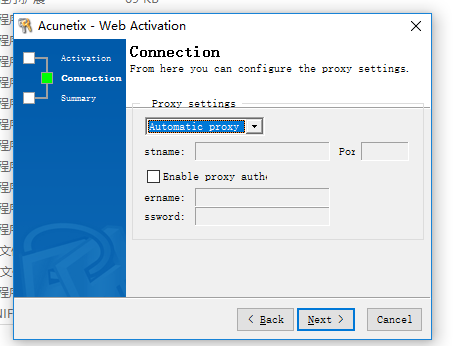 Acunetix - Web Activation
Activation
Connection
Summary
Connection
From here you can configure the proxy settings.
Proxy settings
Automatic proxy
stname:
Por
Enable proxy authe
ername:
ssword:
< Back
Next >
Cancel